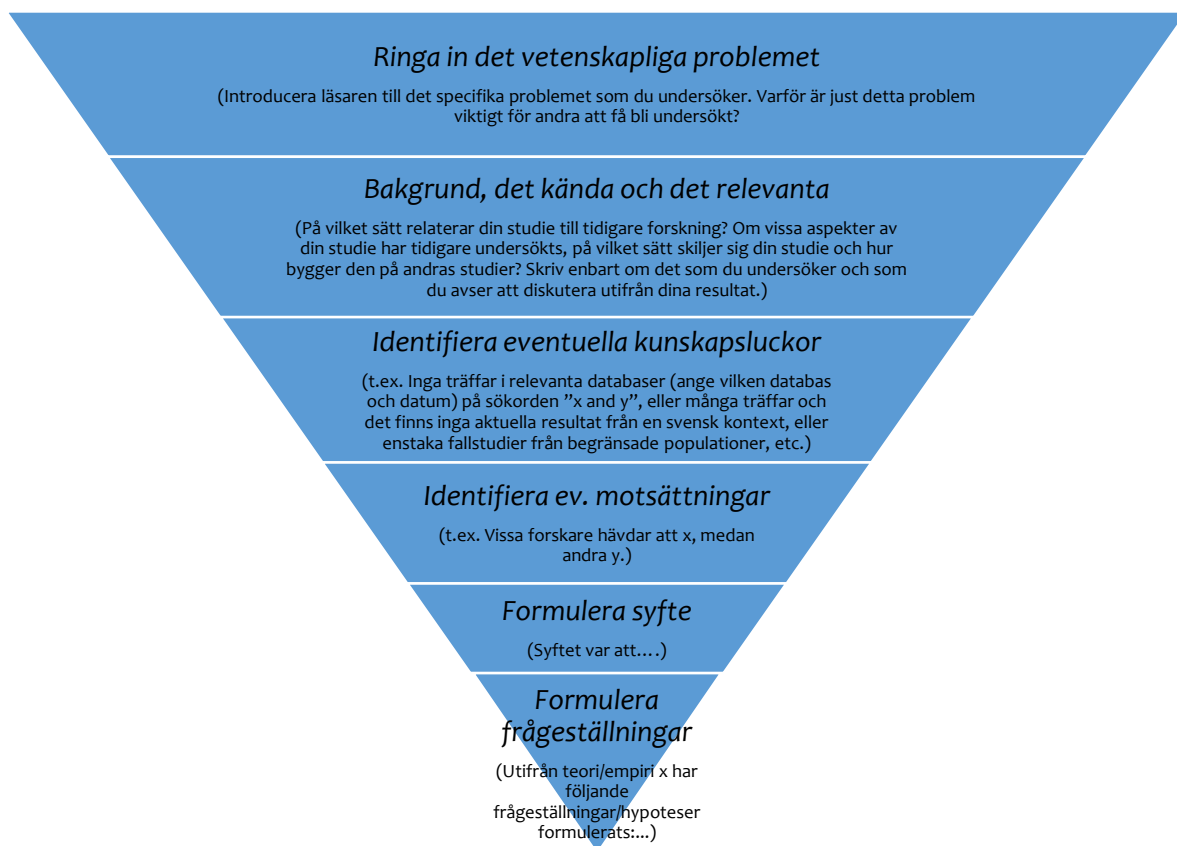 Ringa in det vetenskapliga problemet
(Introducera läsaren till det specifika problemet som du undersöker. Varför är just detta problem
viktigt för andra att få bli undersökt?
Bakgrund, det kända och det relevanta
(På vilket sätt relaterar din studie till tidigare forskning? Om vissa aspekter av
din studie har tidigare undersökts, på vilket sätt skiljer sig din studie och hur
bygger den på andras studier? Skriv enbart om det som du undersöker och som
du avser att diskutera utifrån dina resultat.)
Identifiera eventuella kunskapsluckor
(t.ex. Inga träffar i relevanta databaser (ange vilken databas
och datum) på sökorden ”x and y”, eller många träffar och
det finns inga aktuella resultat från en svensk kontext, eller
enstaka fallstudier från begränsade populationer, etc.)
Identifiera ev. motsättningar
(t.ex. Vissa forskare hävdar att x, medan
andra y.)
Formulera syfte
(Syftet var att….)
Formulera
frågeställningar
(Utifrån teori/empiri x har
följande
frågeställningar/hypoteser
formulerats:...)